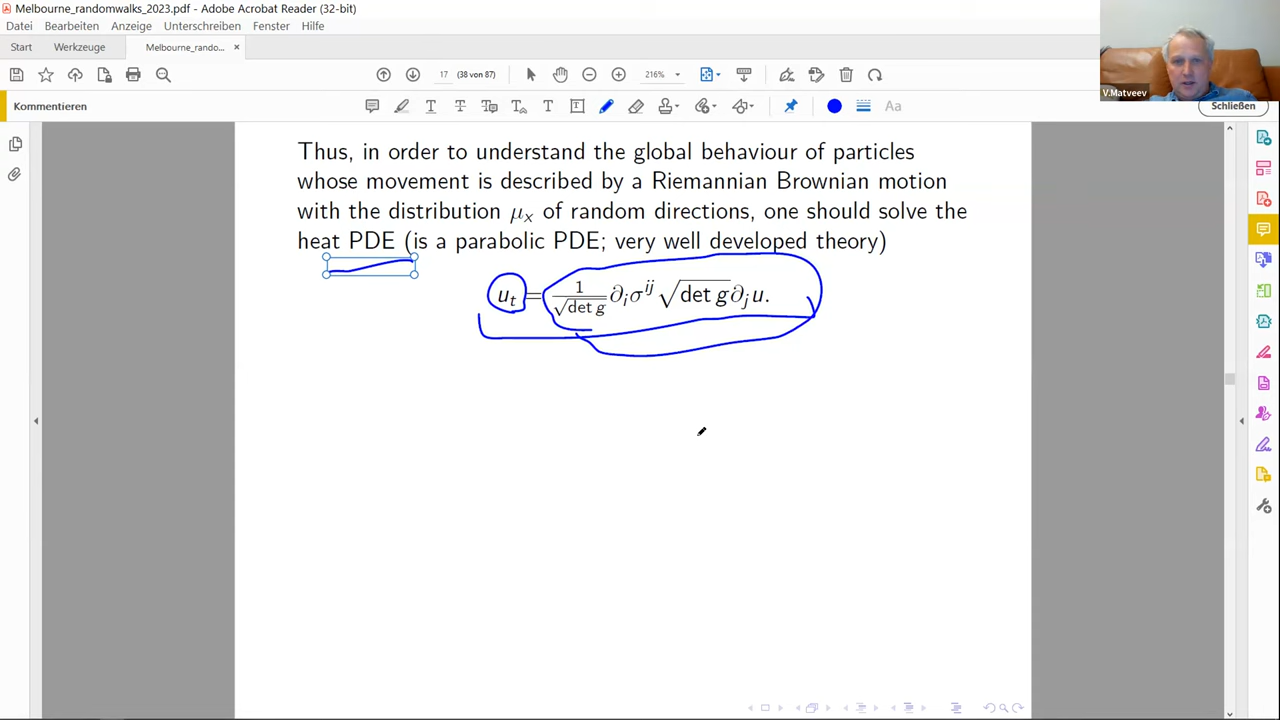 Melbourne_randomwalks_2023.pdf - Adobe Acrobat Reader (32-bit)
Datei Bearbeiten Anzeige Unterschreiben Fenster Hilfe
Start Werkzeuge Melbourne_rando... ×
17 (38 von 87) 216%
V.Matveev
Kommentieren Aa Schließen
Thus, in order to understand the global behaviour of particles
whose movement is described by a Riemannian Brownian motion
with the distribution μₓ of random directions, one should solve the
heat PDE (is a parabolic PDE; very well developed theory)
u_t = 1/√det g ∂_i σ^{ij} √det g ∂_j u.